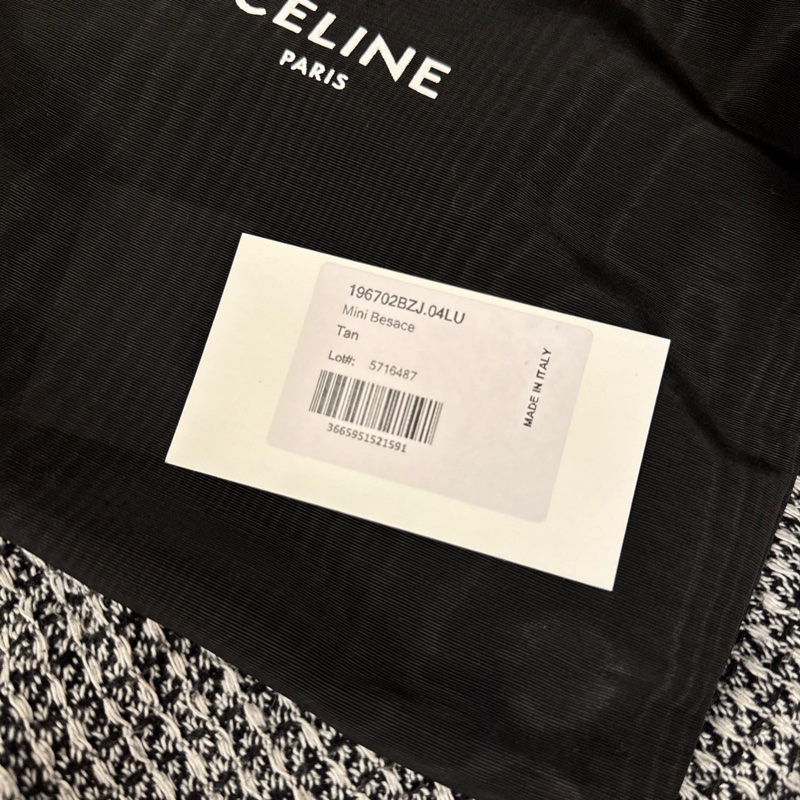 CELINE
PARIS
196702BZJ.04LU
Mini Besace
Tan
Lot#: 5716487
3665951521591
MADE IN ITALY